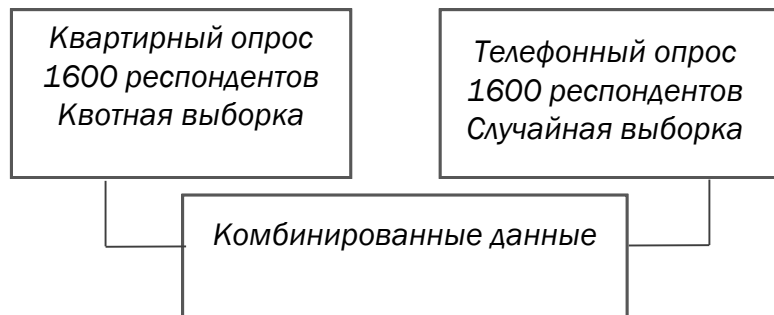 Квартирный опрос
1600 респондентов
Квотная выборка
Телефонный опрос
1600 респондентов
Случайная выборка
Комбинированные данные